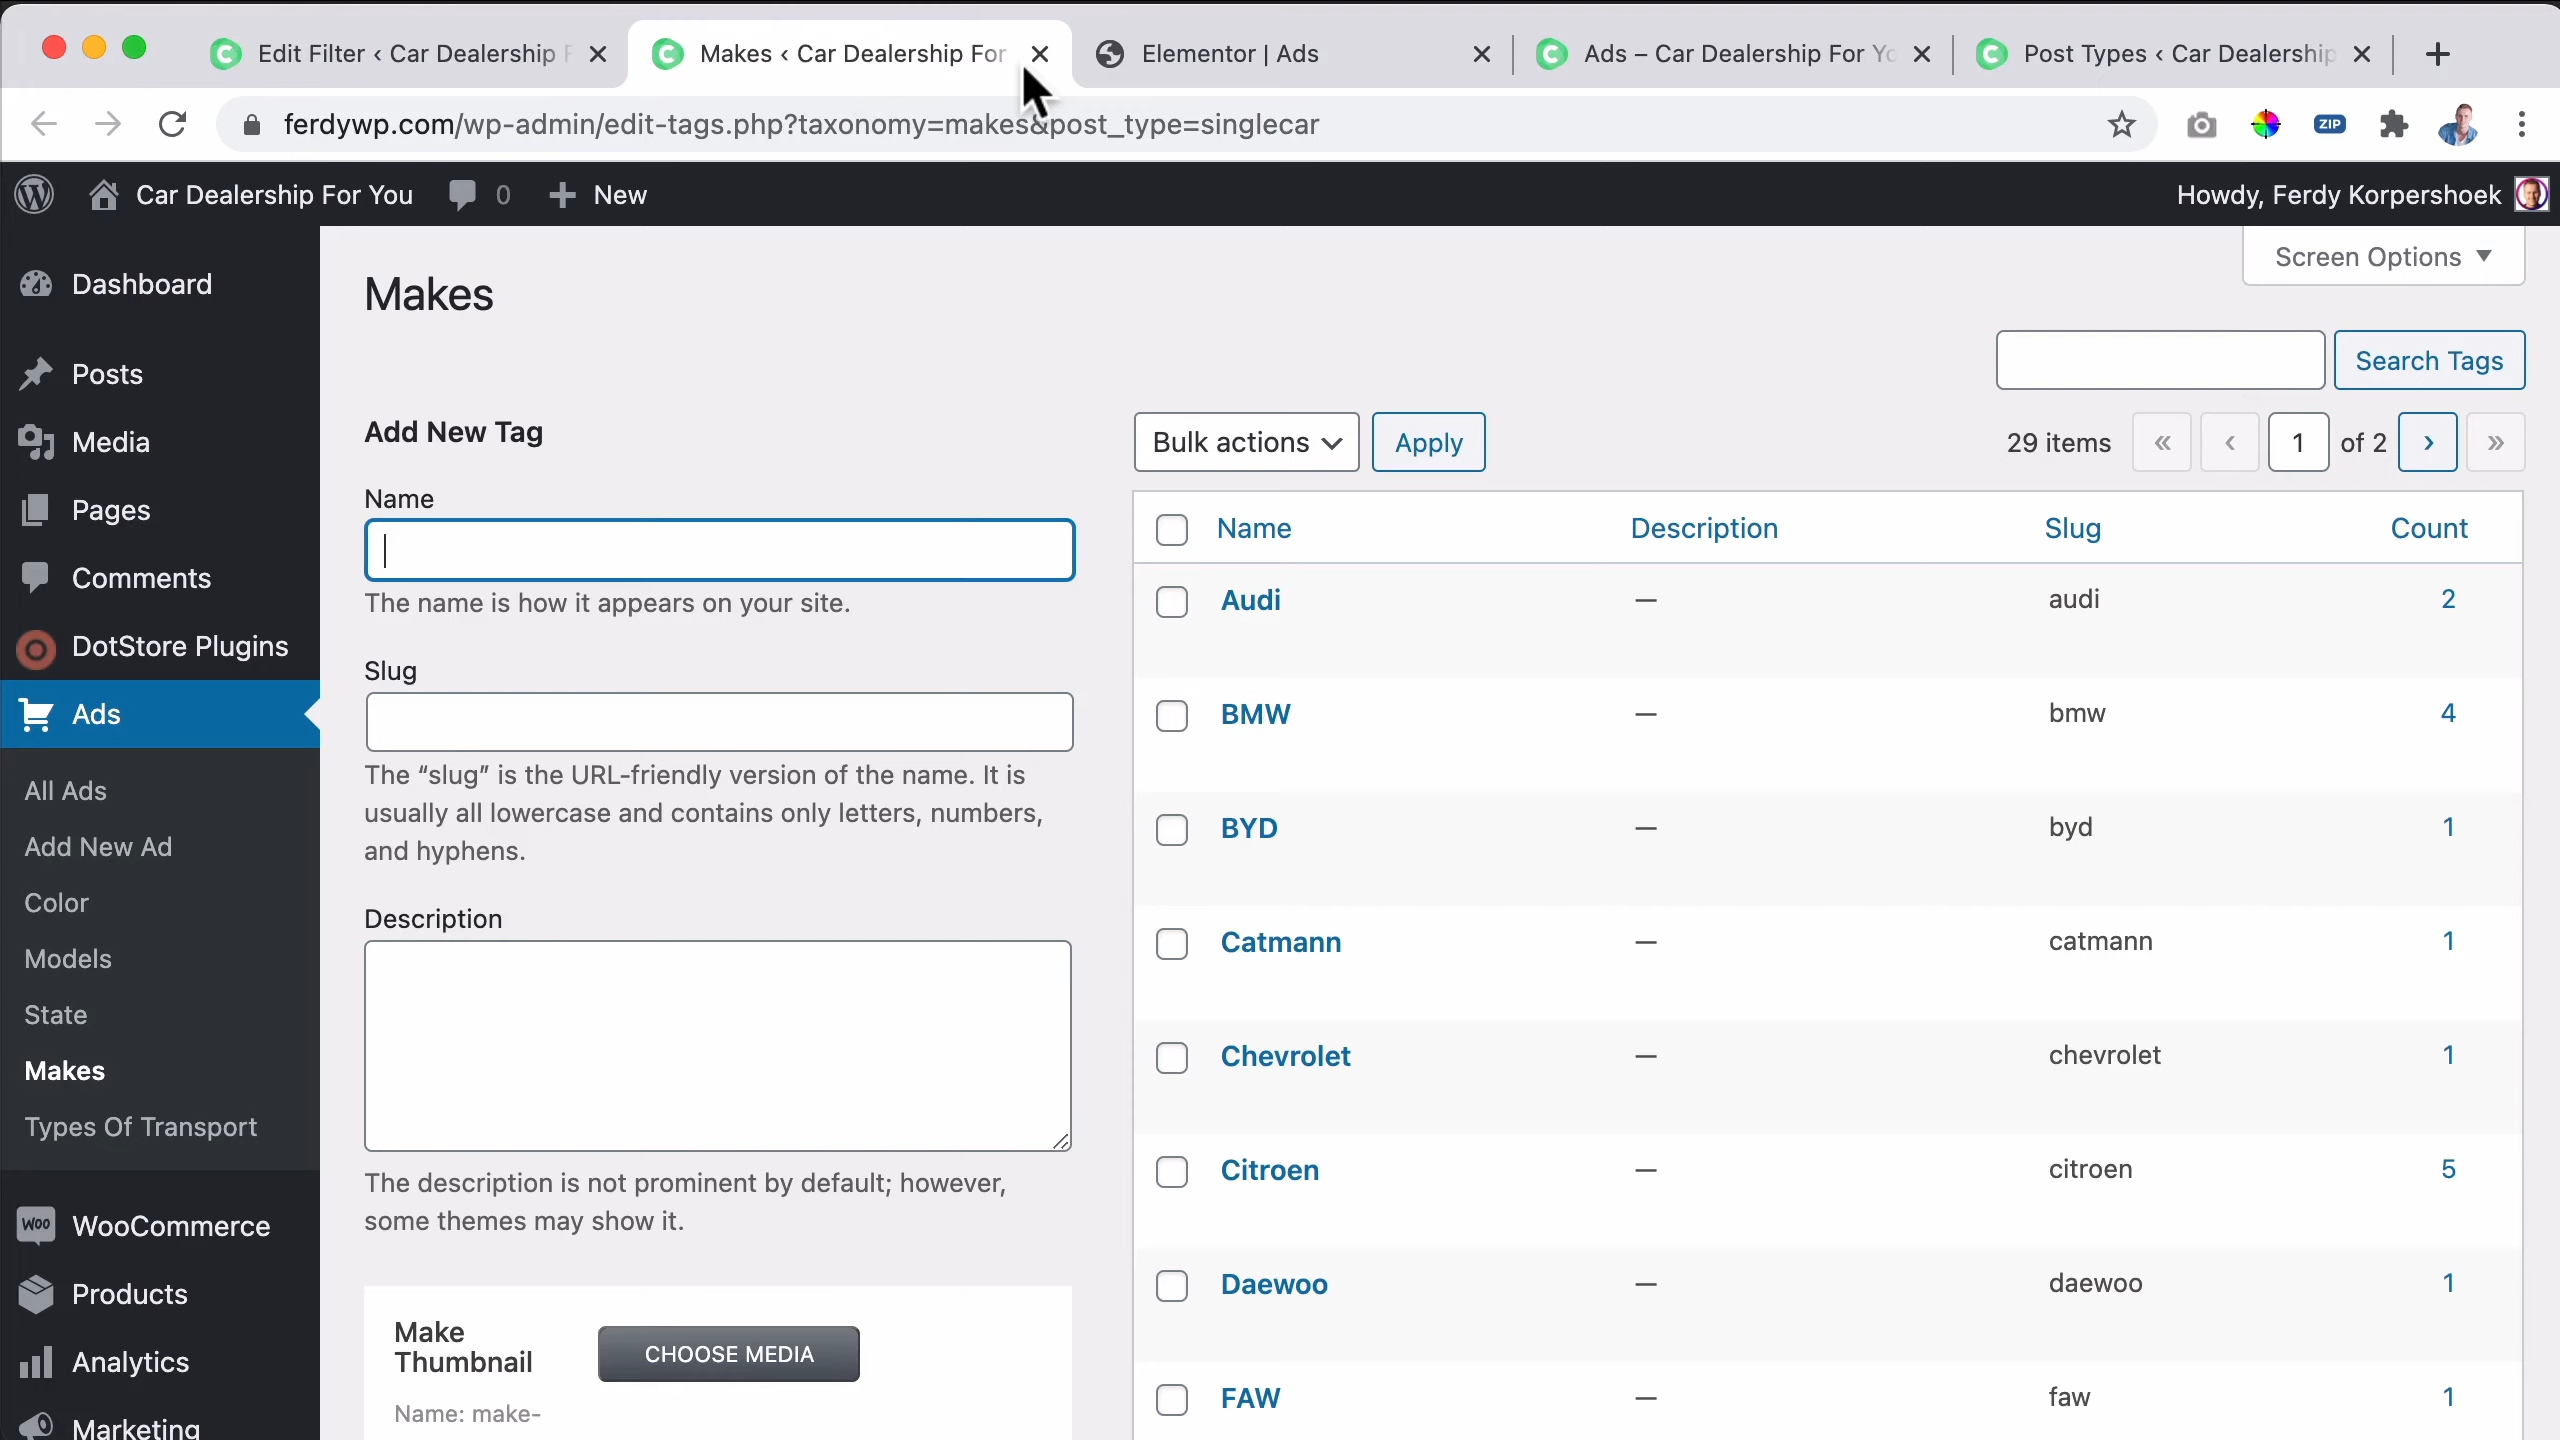 Edit Filter ‹ Car Dealership F
Makes ‹ Car Dealership For
Elementor | Ads
Ads – Car Dealership For Yo
Post Types ‹ Car Dealership
ferdywp.com/wp-admin/edit-tags.php?taxonomy=makes&post_type=singlecar
ZIP
Car Dealership For You
0
New
Howdy, Ferdy Korpershoek
Dashboard
Posts
Media
Pages
Comments
DotStore Plugins
Ads
All Ads
Add New Ad
Color
Models
State
Makes
Types Of Transport
Woo WooCommerce
Products
Analytics
Marketing
Screen Options
Makes
Search Tags
Add New Tag
Name
The name is how it appears on your site.
Slug
The “slug” is the URL-friendly version of the name. It is
usually all lowercase and contains only letters, numbers,
and hyphens.
Description
The description is not prominent by default; however,
some themes may show it.
Make
Thumbnail
CHOOSE MEDIA
Name: make-
Bulk actions
Apply
29 items « ‹ 1 of 2 › »
Name Description Slug Count
Audi — audi 2
BMW — bmw 4
BYD — byd 1
Catmann — catmann 1
Chevrolet — chevrolet 1
Citroen — citroen 5
Daewoo — daewoo 1
FAW — faw 1